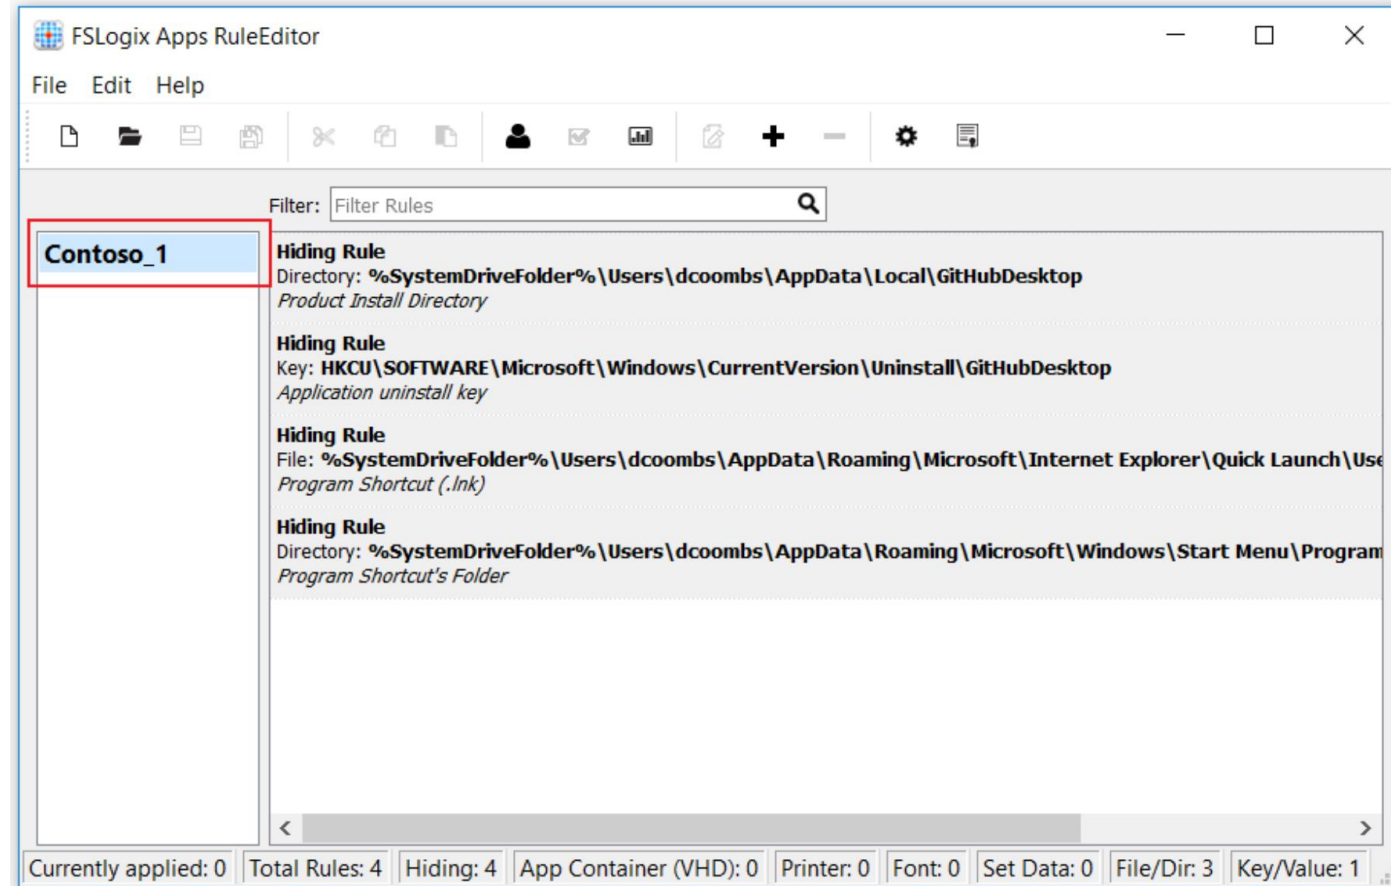 FSLogix Apps RuleEditor
File Edit Help
Filter: Filter Rules
Contoso_1
Hiding Rule
Directory: %SystemDriveFolder%\Users\dcoombs\AppData\Local\GitHubDesktop
Product Install Directory
Hiding Rule
Key: HKCU\SOFTWARE\Microsoft\Windows\CurrentVersion\Uninstall\GitHubDesktop
Application uninstall key
Hiding Rule
File: %SystemDriveFolder%\Users\dcoombs\AppData\Roaming\Microsoft\Internet Explorer\Quick Launch\Use
Program Shortcut (.lnk)
Hiding Rule
Directory: %SystemDriveFolder%\Users\dcoombs\AppData\Roaming\Microsoft\Windows\Start Menu\Program
Program Shortcut's Folder
Currently applied: 0 Total Rules: 4 Hiding: 4 App Container (VHD): 0 Printer: 0 Font: 0 Set Data: 0 File/Dir: 3 Key/Value: 1